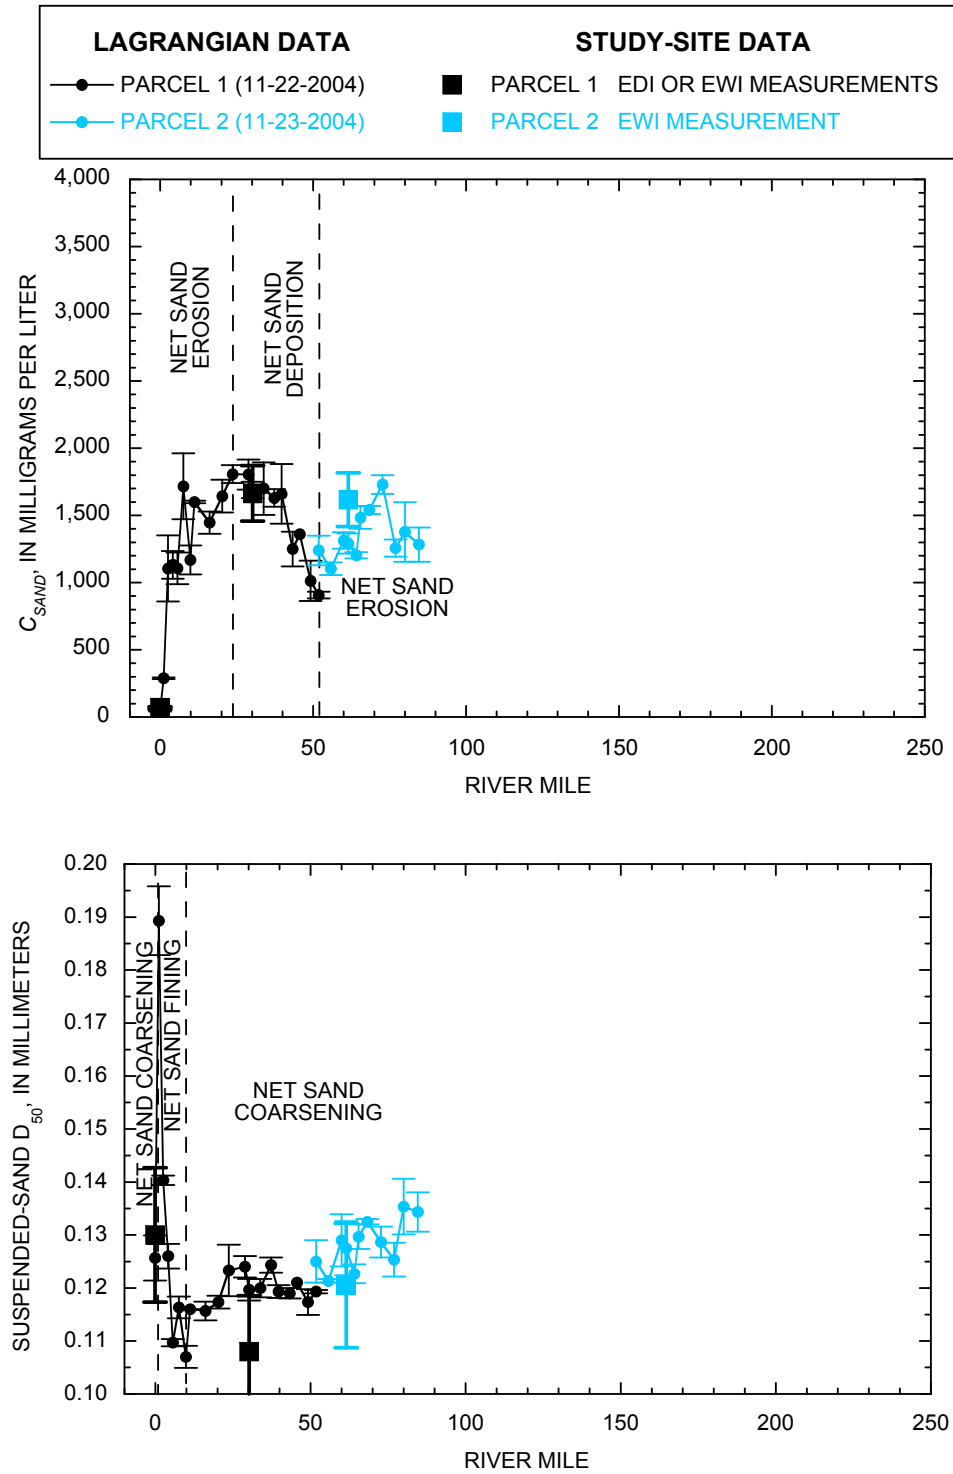 LAGRANGIAN DATA
STUDY-SITE DATA
PARCEL 1 (11-22-2004)
PARCEL 1 EDI OR EWI MEASUREMENTS
PARCEL 2 (11-23-2004)
PARCEL 2 EWI MEASUREMENT
4,000
3,500
3,000
2,500
2,000
1,500
1,000
500
0
C_SAND, IN MILLIGRAMS PER LITER
NET SAND
EROSION
NET SAND
DEPOSITION
NET SAND
EROSION
0 50 100 150 200 250
RIVER MILE
0.20
0.19
0.18
0.17
0.16
0.15
0.14
0.13
0.12
0.11
0.10
SUSPENDED-SAND D50, IN MILLIMETERS
NET SAND COARSENING
NET SAND FINING
NET SAND
COARSENING
0 50 100 150 200 250
RIVER MILE